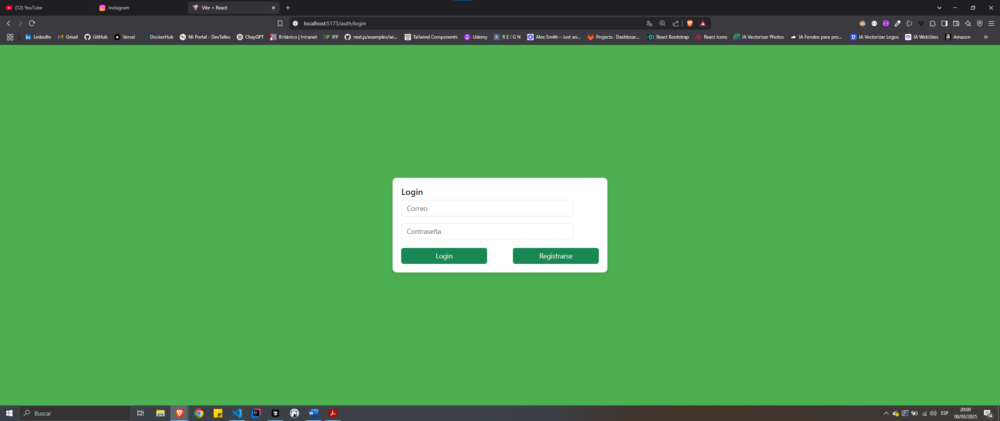 (12) YouTube
Instagram
Vite + React
localhost:5173/auth/login
LinkedIn
Gmail
GitHub
Vercel
DockerHub
Mi Portal - DevTalles
ChayGPT
Británico | Intranet
IFP
next.js/examples/wi...
Tailwind Components
Udemy
R E ! G N
Alex Smith – Just an...
Projects · Dashboar...
React Bootstrap
React Icons
IA Vectorizar Photos
IA Fondos para pro...
IA Vectorizar Logos
IA WebSites
Amazon
Login
Correo
Contraseña
Login
Registrarse
Buscar
ESP
20:00
08/03/2025
14